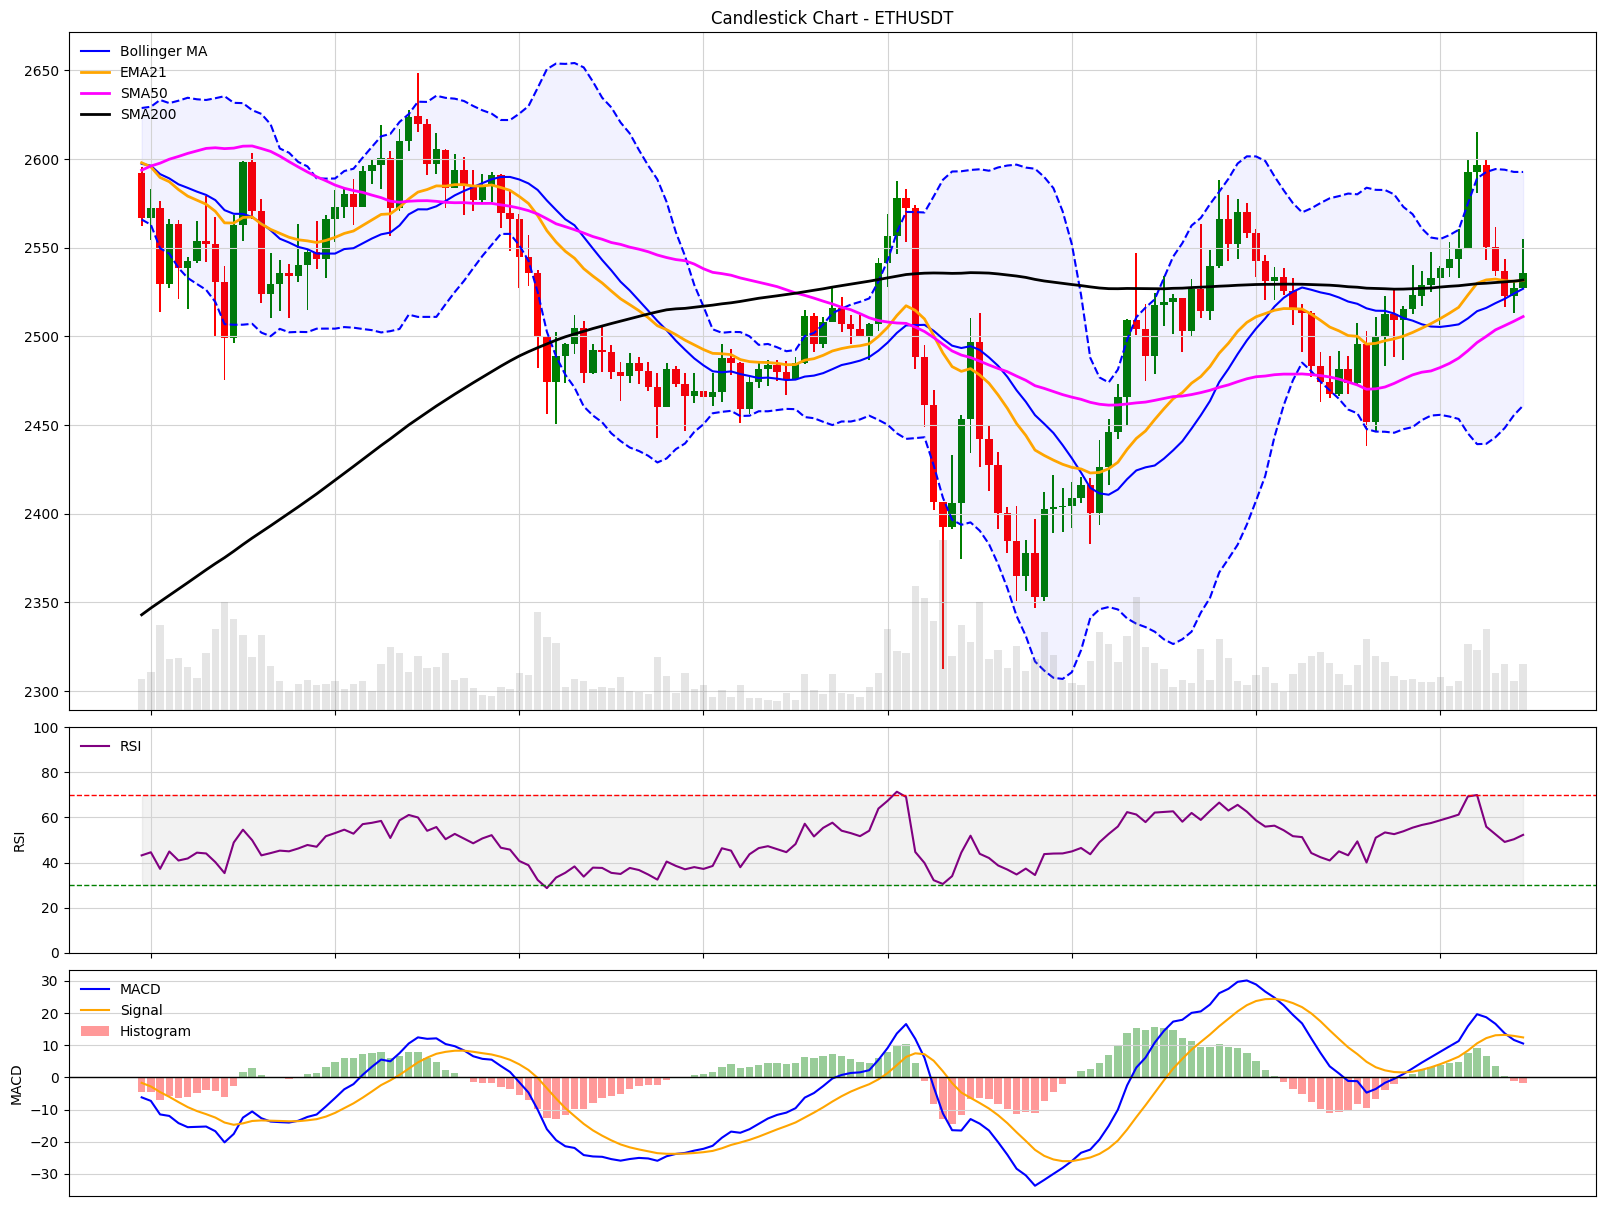 Candlestick Chart - ETHUSDT
Bollinger MA
EMA21
SMA50
SMA200
2650
2600
2550
2500
2450
2400
2350
2300
RSI
100
80
60
40
20
0
RSI
MACD
Signal
Histogram
30
20
10
0
−10
−20
−30
MACD